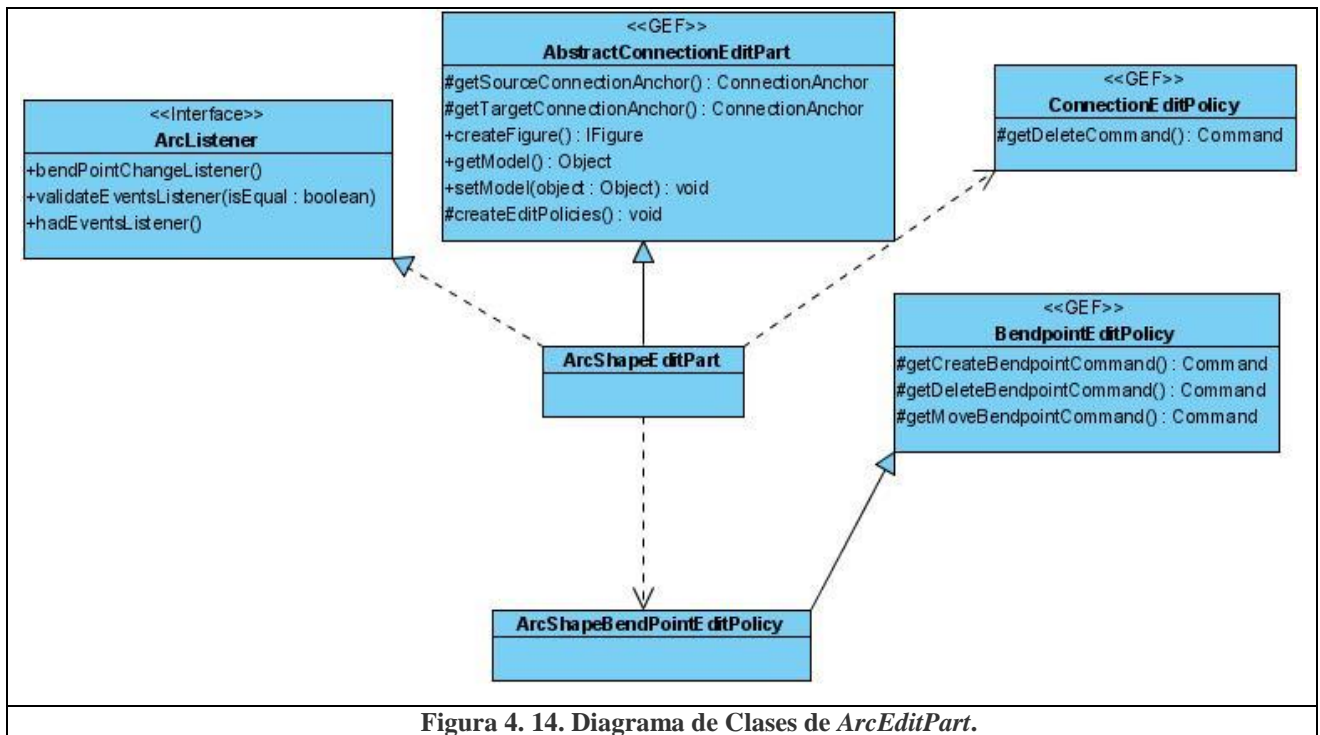 <<GEF>>
AbstractConnectionEditPart
#getSourceConnectionAnchor() : ConnectionAnchor
#getTargetConnectionAnchor() : ConnectionAnchor
+createFigure() : IFigure
+getModel() : Object
+setModel(object : Object) : void
#createEditPolicies() : void
<<Interface>>
ArcListener
+bendPointChangeListener()
+validateEventsListener(isEqual : boolean)
+hadEventsListener()
<<GEF>>
ConnectionEditPolicy
#getDeleteCommand() : Command
ArcShapeEditPart
<<GEF>>
BendpointEditPolicy
#getCreateBendpointCommand() : Command
#getDeleteBendpointCommand() : Command
#getMoveBendpointCommand() : Command
ArcShapeBendPointEditPolicy
Figura 4. 14. Diagrama de Clases de ArcEditPart.